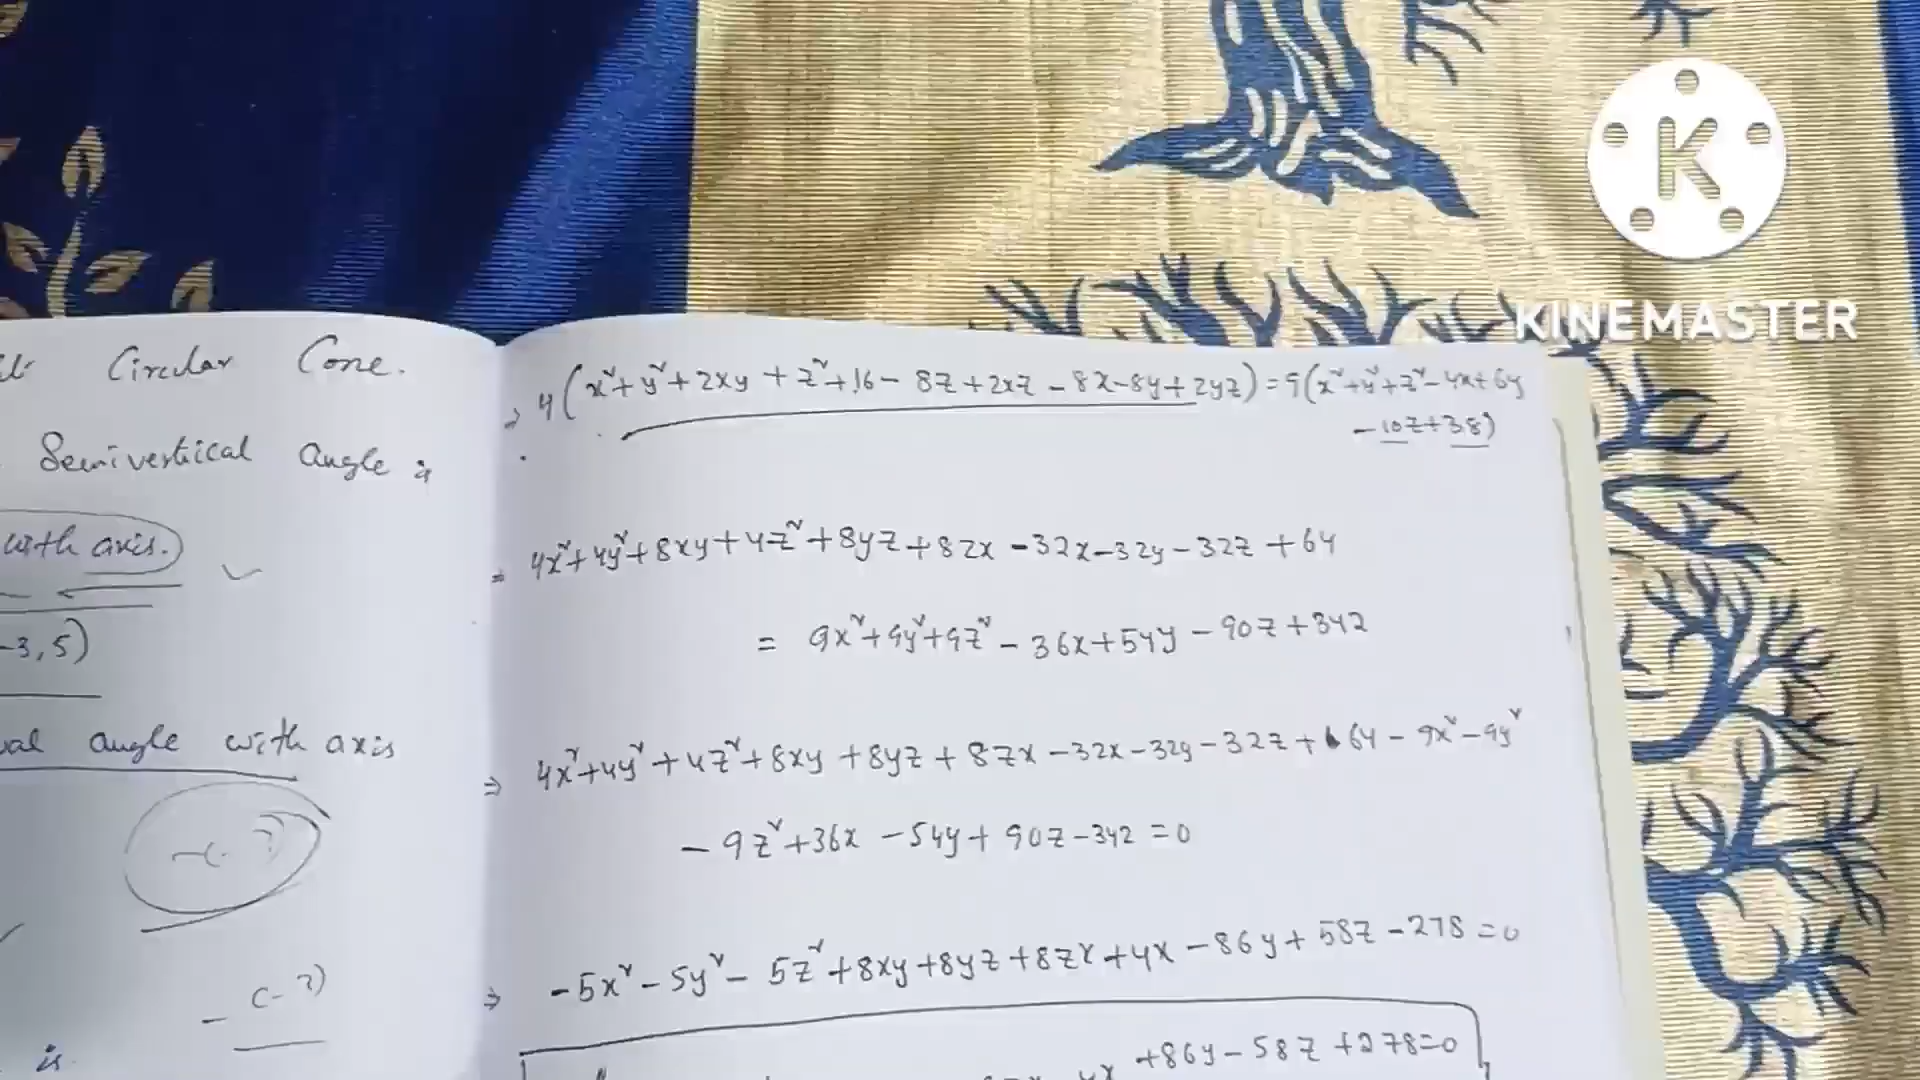 Circular Cone.
Semivertical angle is
with axis.)
-3, 5)
angle with axis
(- 3)
is
⇒ 4(x²+y²+2xy+z²+16-8z+2xz-8x-8y+2yz)=9(x²+y²+z²-4x+6y
-10z+38)
= 4x²+4y²+8xy+4z²+8yz+8zx-32x-32y-32z+64
= 9x²+9y²+9z²-36x+54y-90z+342
⇒ 4x²+4y²+4z²+8xy+8yz+8zx-32x-32y-32z+64-9x²-9y²
-9z²+36x-54y+90z-342=0
⇒ -5x²-5y²-5z²+8xy+8yz+8zx+4x-86y+58z-278=0
+86y-58z+278=0
K
KINEMASTER